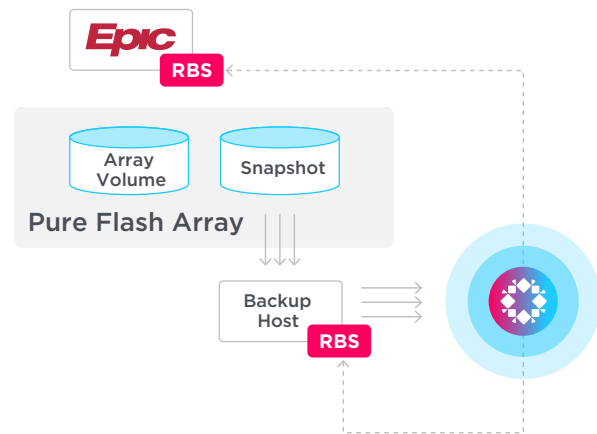 Epic
RBS
Array
Volume
Snapshot
Pure Flash Array
Backup
Host
RBS